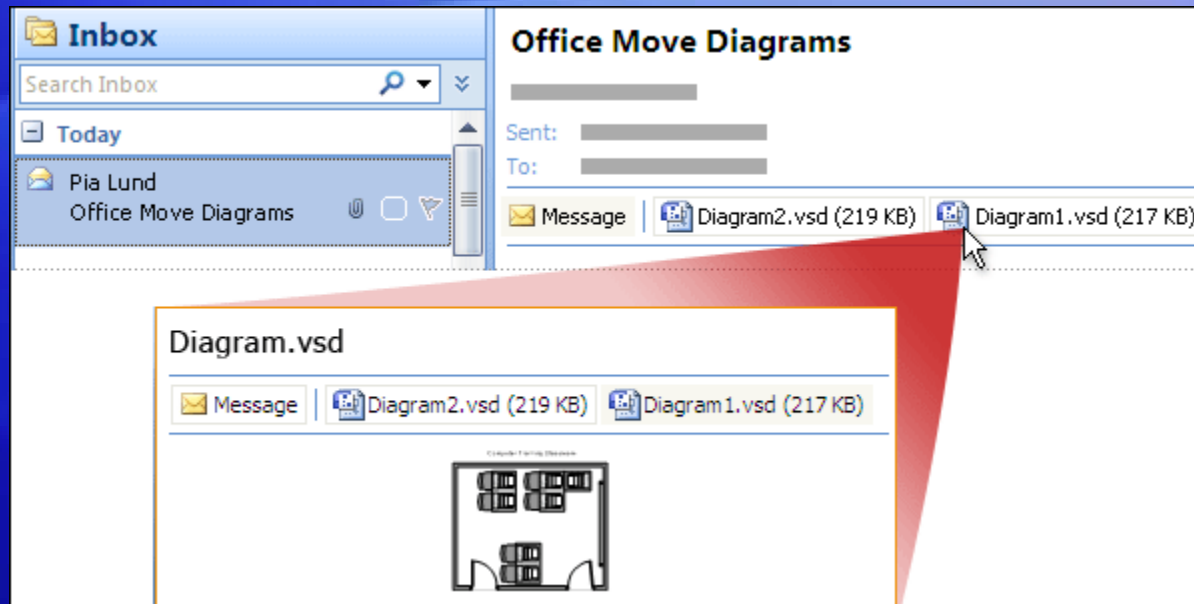 Inbox
Search Inbox
Today
Pia Lund
Office Move Diagrams
Office Move Diagrams
Sent:
To:
Message Diagram2.vsd (219 KB) Diagram1.vsd (217 KB)
Diagram.vsd
Message Diagram2.vsd (219 KB) Diagram1.vsd (217 KB)